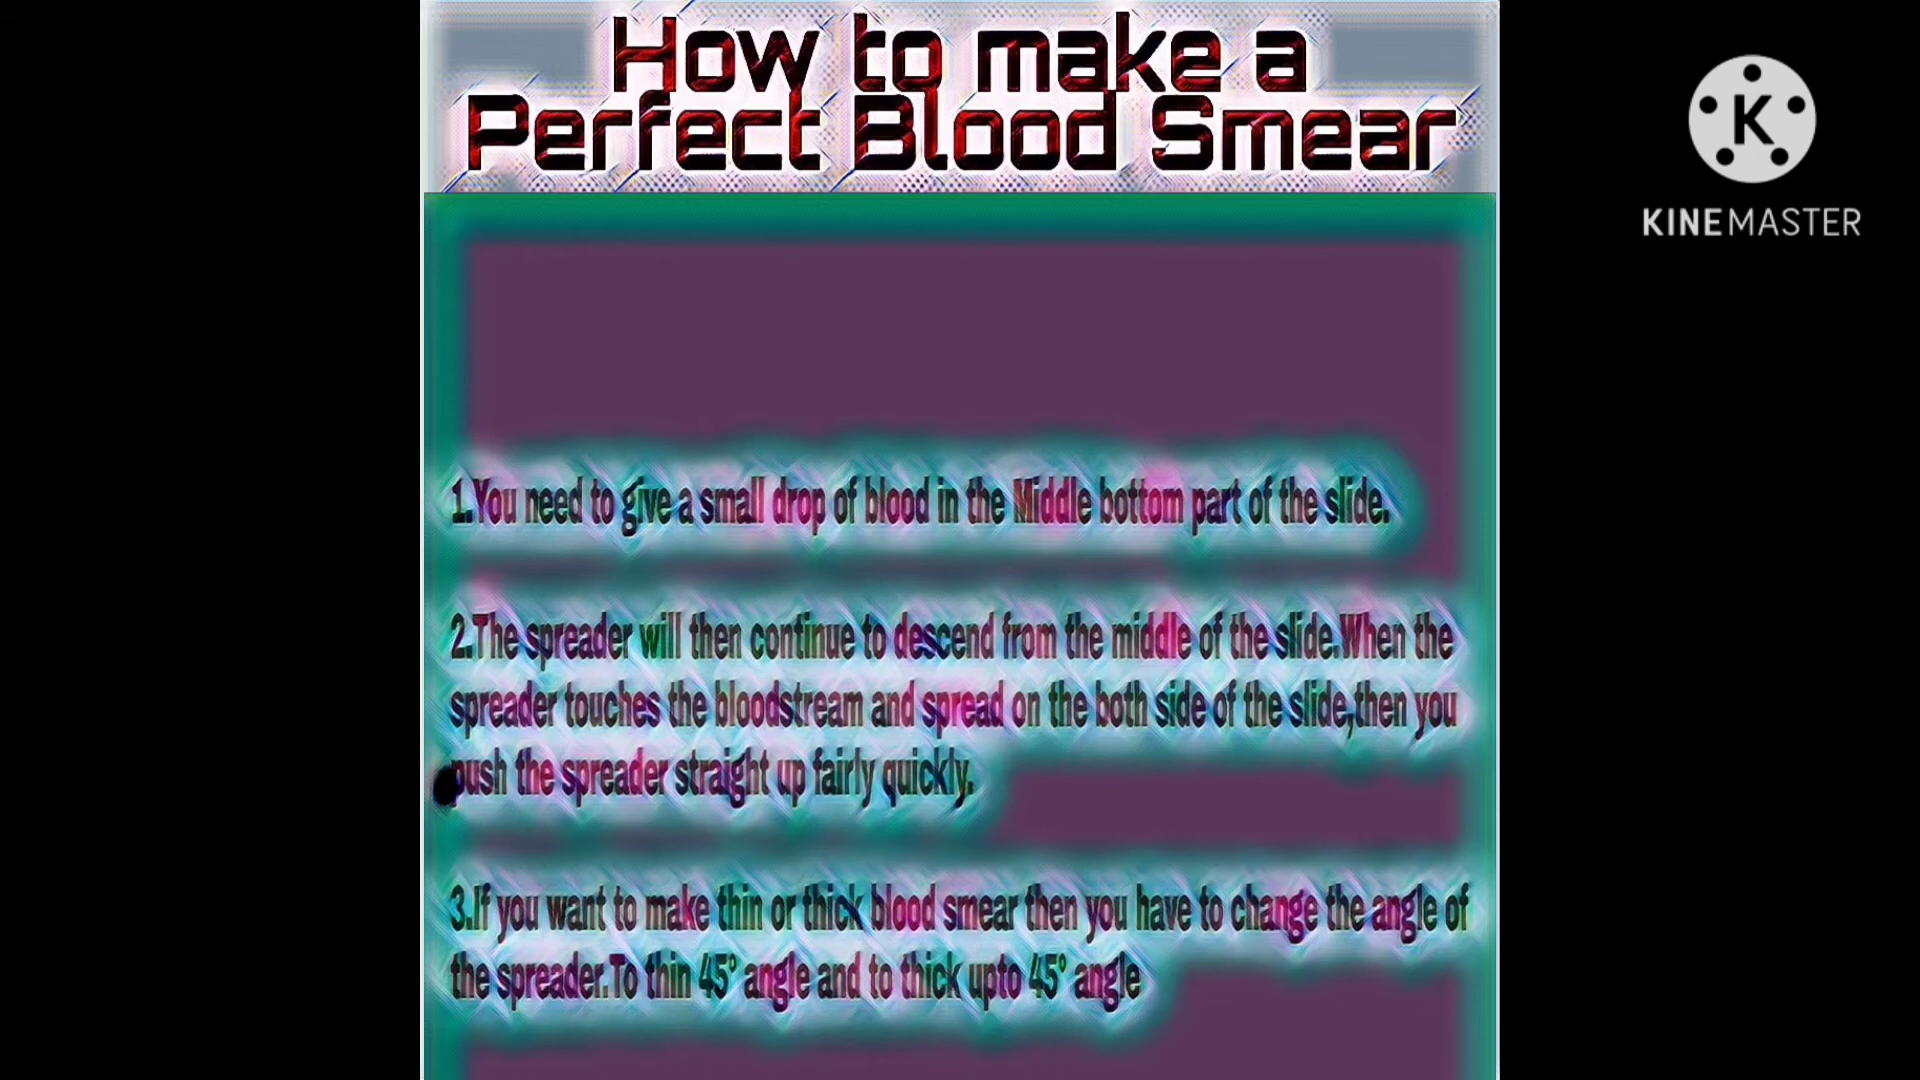 How to make a
Perfect Blood Smear
K
KINEMASTER
1.You need to give a small drop of blood in the Middle bottom part of the slide.
2.The spreader will then continue to descend from the middle of the slide.When the
spreader touches the bloodstream and spread on the both side of the slide,then you
push the spreader straight up fairly quickly.
3.If you want to make thin or thick blood smear then you have to change the angle of
the spreader.To thin 45° angle and to thick upto 45° angle